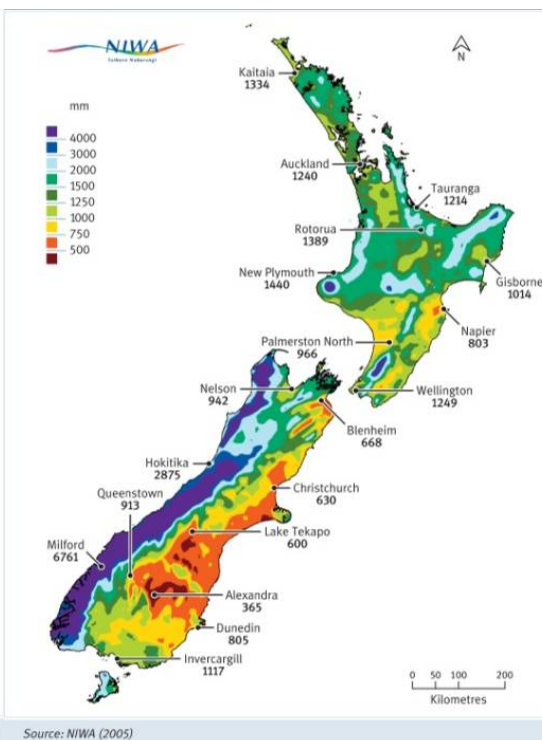 NIWA
Taihoro Nukurangi
N
mm
4000
3000
2000
1500
1250
1000
750
500
Kaitaia
1334
Auckland
1240
Tauranga
1214
Rotorua
1389
New Plymouth
1440
Gisborne
1014
Napier
803
Palmerston North
966
Nelson
942
Wellington
1249
Blenheim
668
Hokitika
2875
Christchurch
630
Queenstown
913
Lake Tekapo
600
Milford
6761
Alexandra
365
Dunedin
805
Invercargill
1117
0 100 200
Kilometres
Source: NIWA (2005)